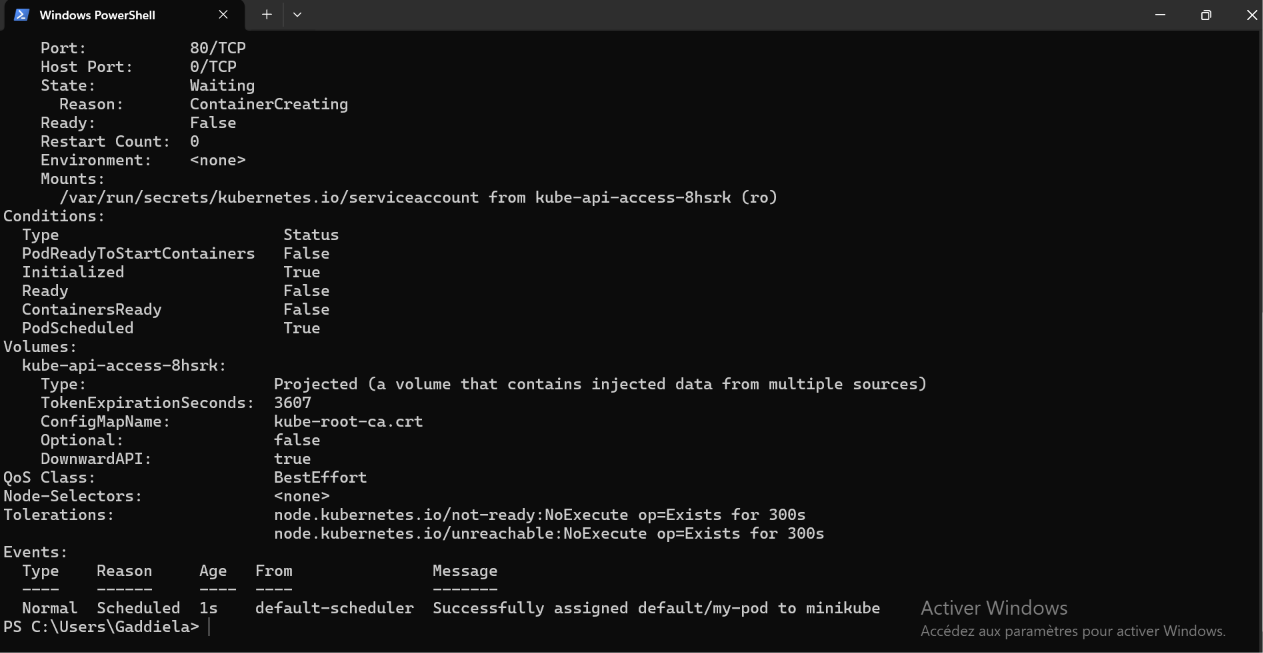 Windows PowerShell
Port: 80/TCP
Host Port: 0/TCP
State: Waiting
Reason: ContainerCreating
Ready: False
Restart Count: 0
Environment: <none>
Mounts:
/var/run/secrets/kubernetes.io/serviceaccount from kube-api-access-8hsrk (ro)
Conditions:
Type Status
PodReadyToStartContainers False
Initialized True
Ready False
ContainersReady False
PodScheduled True
Volumes:
kube-api-access-8hsrk:
Type: Projected (a volume that contains injected data from multiple sources)
TokenExpirationSeconds: 3607
ConfigMapName: kube-root-ca.crt
Optional: false
DownwardAPI: true
QoS Class: BestEffort
Node-Selectors: <none>
Tolerations: node.kubernetes.io/not-ready:NoExecute op=Exists for 300s
node.kubernetes.io/unreachable:NoExecute op=Exists for 300s
Events:
Type Reason Age From Message
---- ------ ---- ---- -------
Normal Scheduled 1s default-scheduler Successfully assigned default/my-pod to minikube
PS C:\Users\Gaddiela>
Activer Windows
Accédez aux paramètres pour activer Windows.